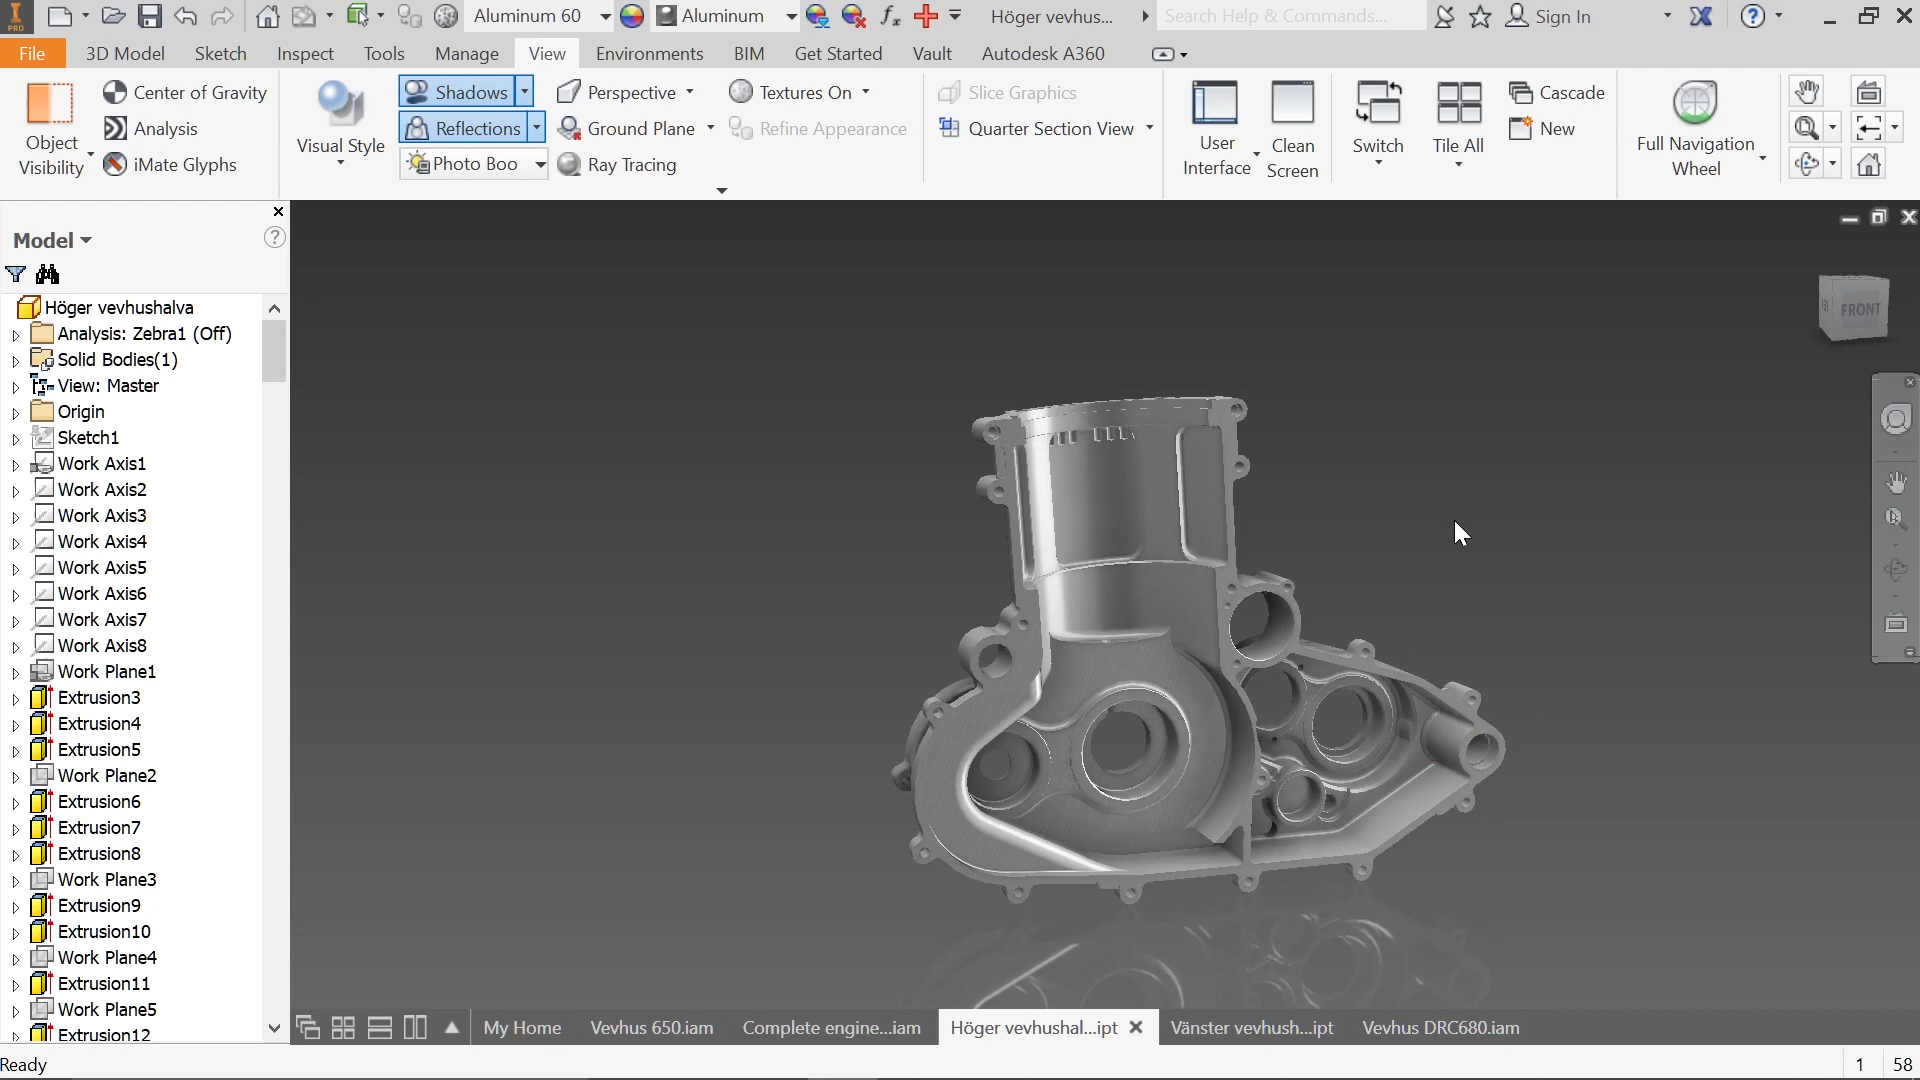 PRO
Aluminum 60
Aluminum
fx
Höger vevhus...
Search Help & Commands...
Sign In
File
3D Model
Sketch
Inspect
Tools
Manage
View
Environments
BIM
Get Started
Vault
Autodesk A360
Object Visibility
Center of Gravity
Analysis
iMate Glyphs
Visual Style
Shadows
Reflections
Photo Boo
Perspective
Ground Plane
Ray Tracing
Textures On
Refine Appearance
Slice Graphics
Quarter Section View
User Interface
Clean Screen
Switch
Tile All
Cascade
New
Full Navigation Wheel
Model
Höger vevhushalva
Analysis: Zebra1 (Off)
Solid Bodies(1)
View: Master
Origin
Sketch1
Work Axis1
Work Axis2
Work Axis3
Work Axis4
Work Axis5
Work Axis6
Work Axis7
Work Axis8
Work Plane1
Extrusion3
Extrusion4
Extrusion5
Work Plane2
Extrusion6
Extrusion7
Extrusion8
Work Plane3
Extrusion9
Extrusion10
Work Plane4
Extrusion11
Work Plane5
Extrusion12
FRONT
My Home
Vevhus 650.iam
Complete engine...iam
Höger vevhushal...ipt
Vänster vevhush...ipt
Vevhus DRC680.iam
Ready
1
58